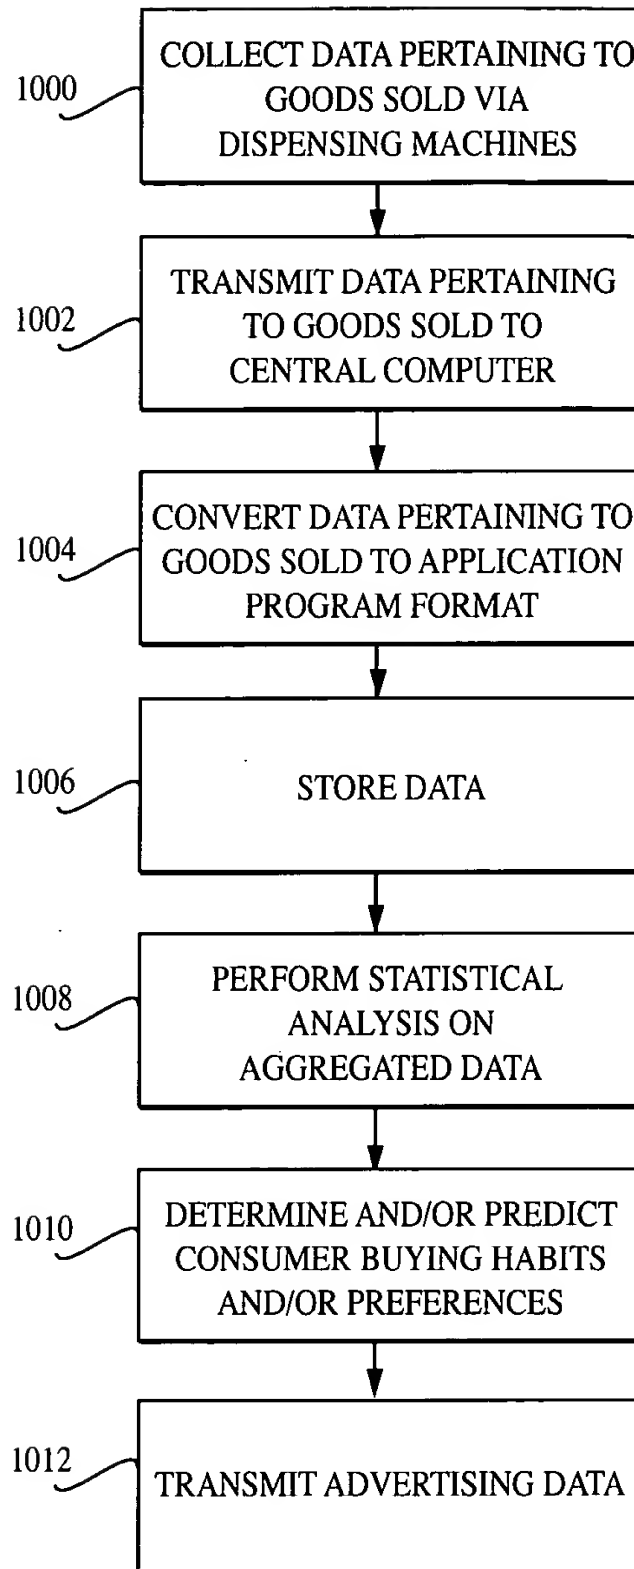 1000
COLLECT DATA PERTAINING TO
GOODS SOLD VIA
DISPENSING MACHINES
1002
TRANSMIT DATA PERTAINING
TO GOODS SOLD TO
CENTRAL COMPUTER
1004
CONVERT DATA PERTAINING TO
GOODS SOLD TO APPLICATION
PROGRAM FORMAT
1006
STORE DATA
1008
PERFORM STATISTICAL
ANALYSIS ON
AGGREGATED DATA
1010
DETERMINE AND/OR PREDICT
CONSUMER BUYING HABITS
AND/OR PREFERENCES
1012
TRANSMIT ADVERTISING DATA